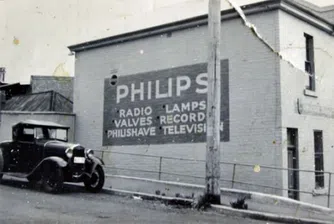 PHILIPS
RADIO LAMPS
VALVES RECORDS
PHILISHAVE TELEVISION